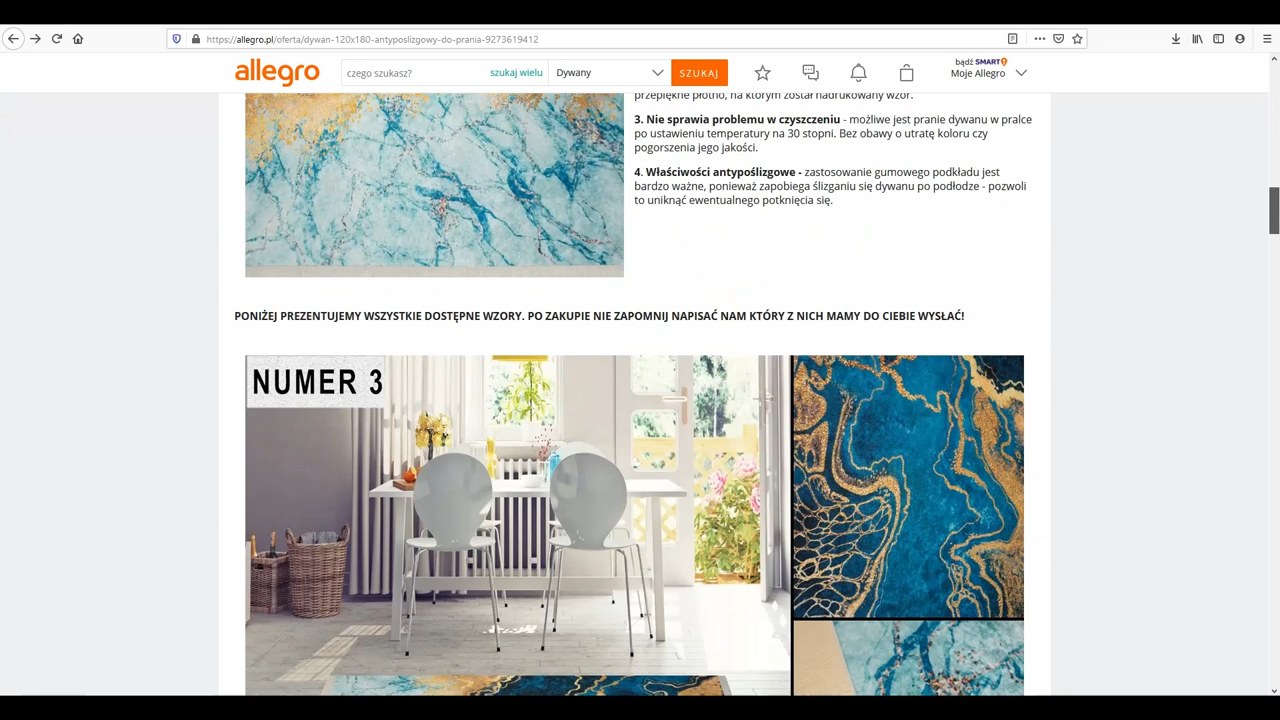 https://allegro.pl/oferta/dywan-120x180-antyposlizgowy-do-prania-9273619412
allegro
czego szukasz?
szukaj wielu
Dywany
SZUKAJ
bądź SMART!
Moje Allegro
przepiękne płótno, na którym został nadrukowany wzór.
3. Nie sprawia problemu w czyszczeniu - możliwe jest pranie dywanu w pralce
po ustawieniu temperatury na 30 stopni. Bez obawy o utratę koloru czy
pogorszenia jego jakości.
4. Właściwości antypoślizgowe - zastosowanie gumowego podkładu jest
bardzo ważne, ponieważ zapobiega ślizganiu się dywanu po podłodze - pozwoli
to uniknąć ewentualnego potknięcia się.
PONIŻEJ PREZENTUJEMY WSZYSTKIE DOSTĘPNE WZORY. PO ZAKUPIE NIE ZAPOMNIJ NAPISAĆ NAM KTÓRY Z NICH MAMY DO CIEBIE WYSŁAĆ!
NUMER 3